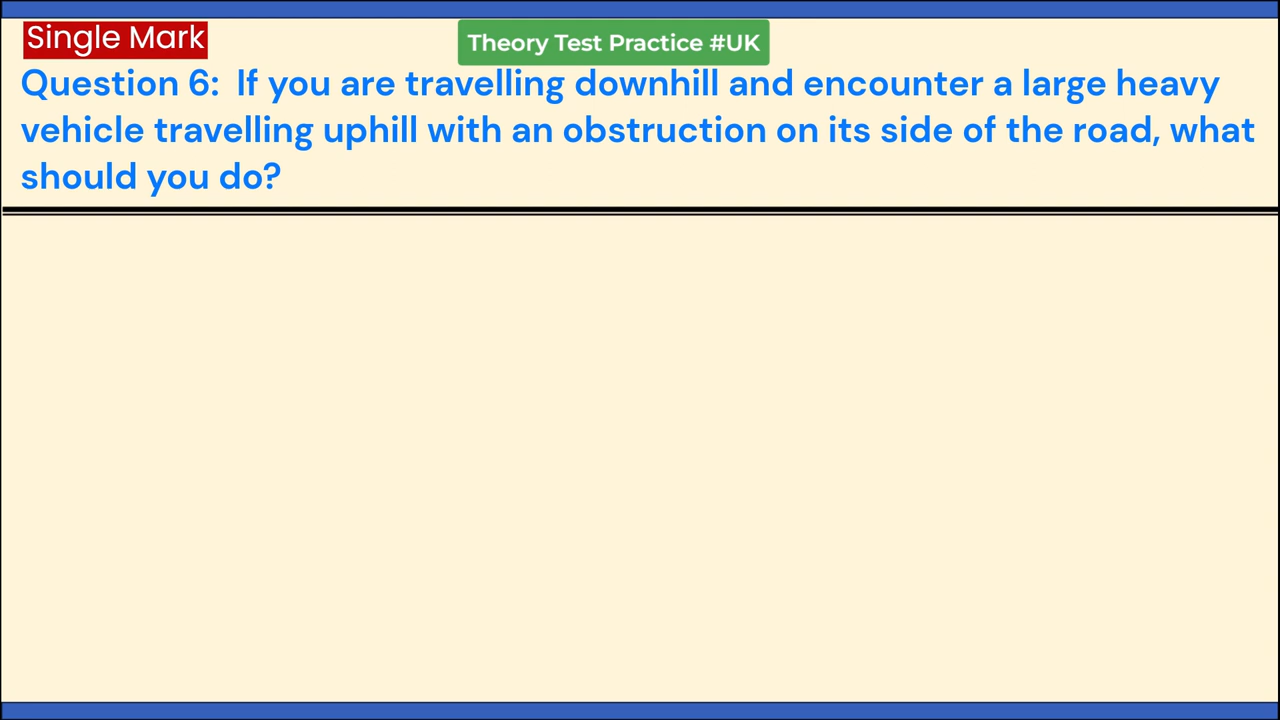 Single Mark
Theory Test Practice #UK
Question 6: If you are travelling downhill and encounter a large heavy
vehicle travelling uphill with an obstruction on its side of the road, what
should you do?